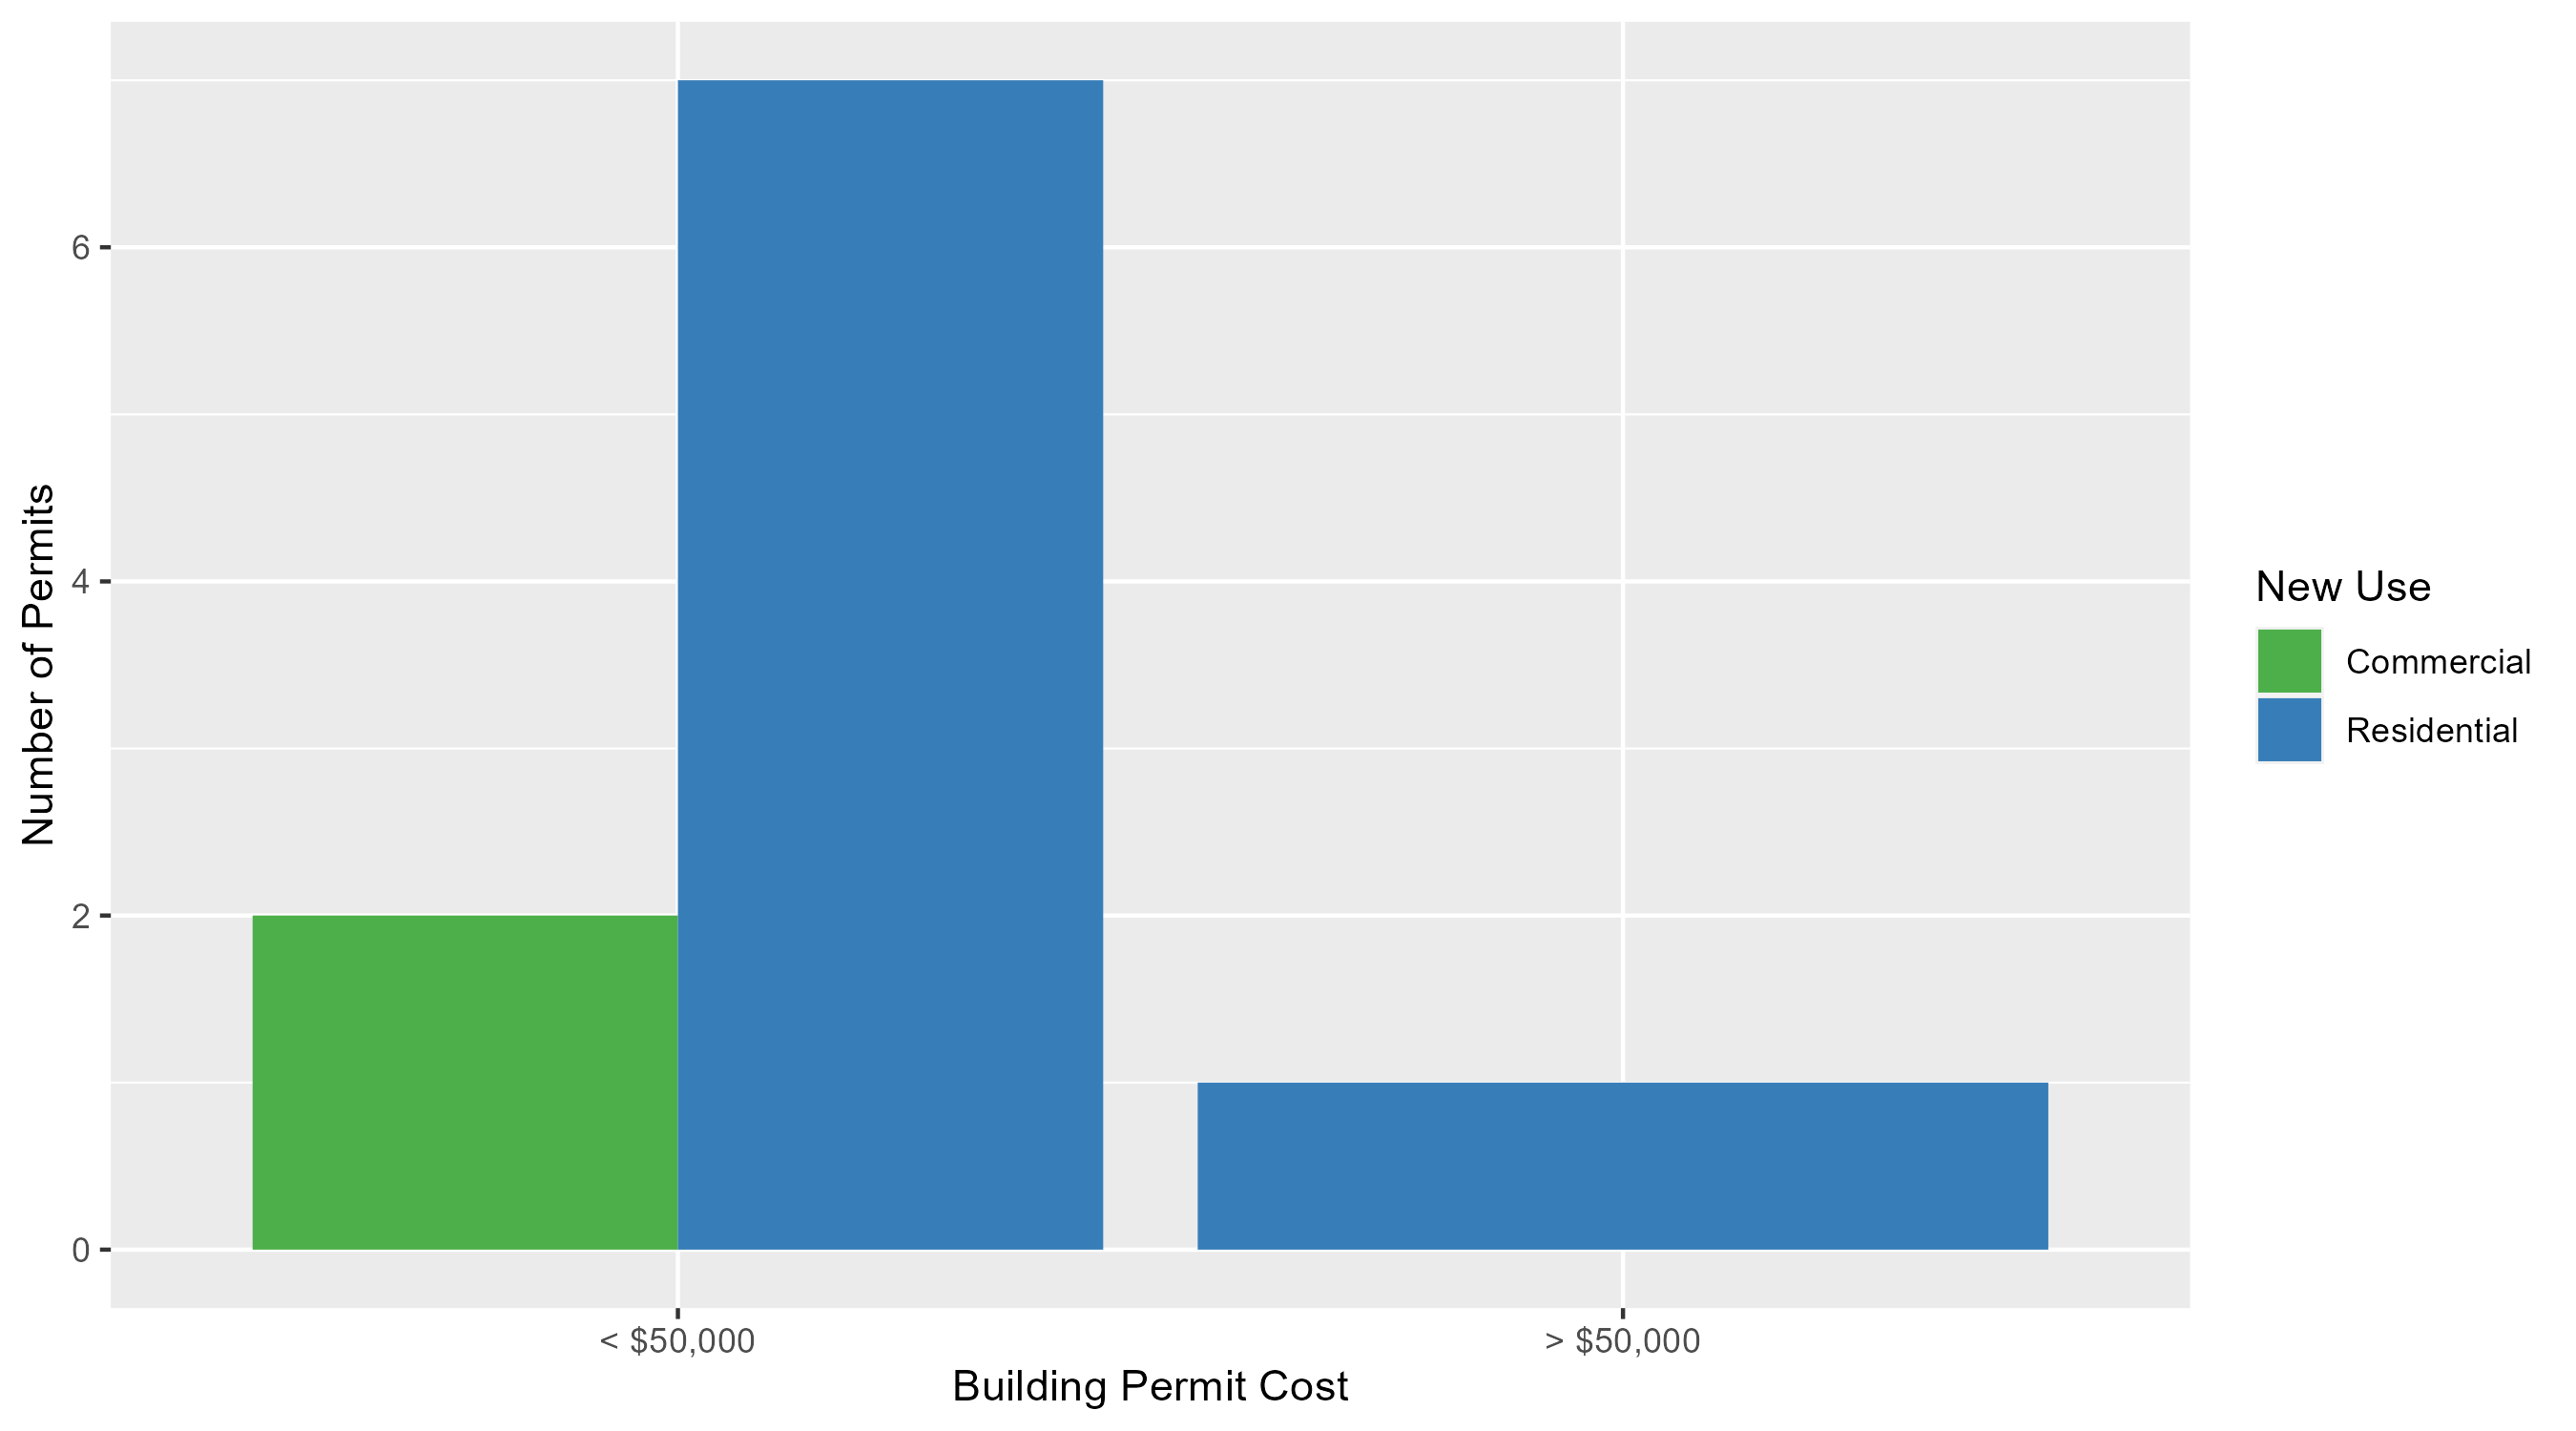 6
4
2
0
Number of Permits
< $50,000
> $50,000
Building Permit Cost
New Use
Commercial
Residential